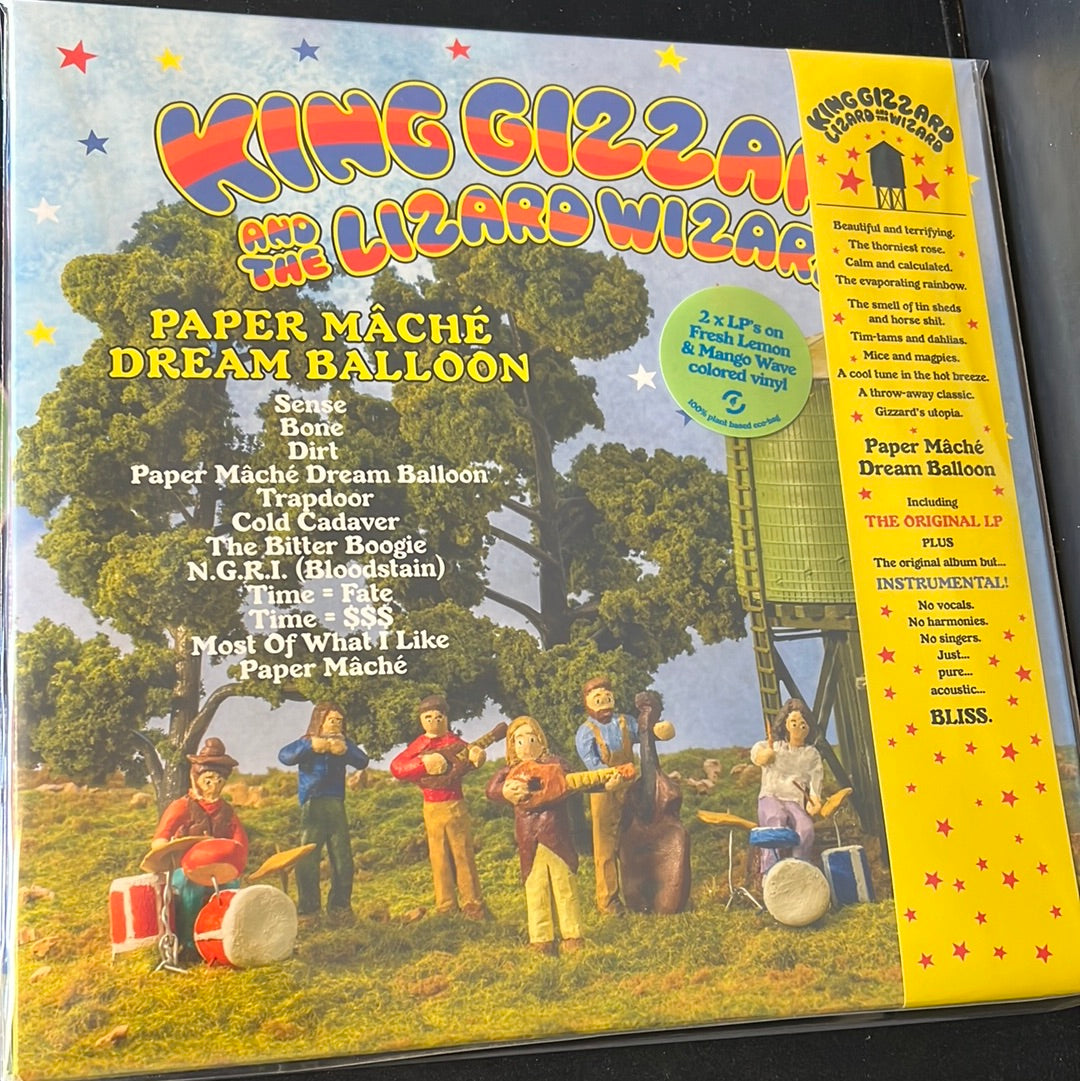 KING GIZZA
AND THE LIZARD WIZAR
PAPER MÂCHÉ
DREAM BALLOON
Sense
Bone
Dirt
Paper Mâché Dream Balloon
Trapdoor
Cold Cadaver
The Bitter Boogie
N.G.R.I. (Bloodstain)
Time = Fate
Time = $$$
Most Of What I Like
Paper Mâché
2 x LP's on
Fresh Lemon
& Mango Wave
colored vinyl
100% plant based eco-bag
KING GIZZARD
AND THE
LIZARD WIZARD
Beautiful and terrifying.
The thorniest rose.
Calm and calculated.
The evaporating rainbow.
The smell of tin sheds
and horse shit.
Tim-tams and dahlias.
Mice and magpies.
A cool tune in the hot breeze.
A throw-away classic.
Gizzard's utopia.
Paper Mâché
Dream Balloon
Including
THE ORIGINAL LP
PLUS
The original album but...
INSTRUMENTAL!
No vocals.
No harmonies.
No singers.
Just...
pure...
acoustic...
BLISS.